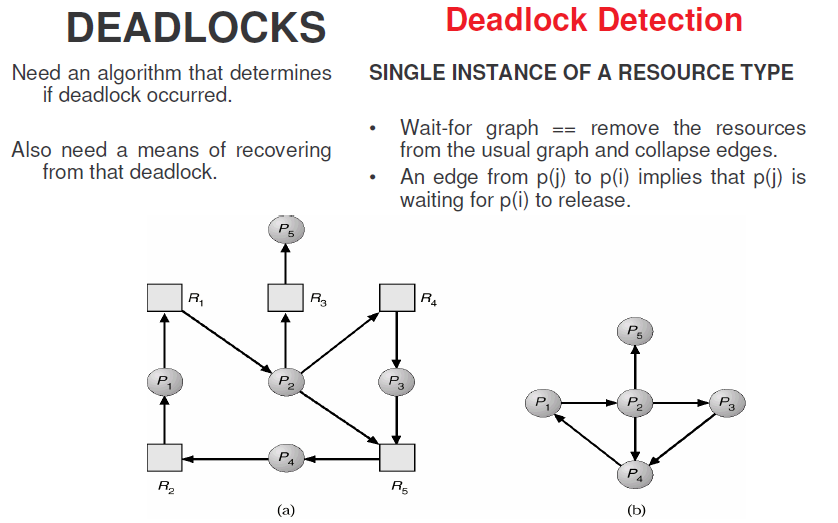 DEADLOCKS
Need an algorithm that determines
if deadlock occurred.
Also need a means of recovering
from that deadlock.
Deadlock Detection
SINGLE INSTANCE OF A RESOURCE TYPE
• Wait-for graph == remove the resources
from the usual graph and collapse edges.
• An edge from p(j) to p(i) implies that p(j) is
waiting for p(i) to release.
P5
R1
R3
R4
P1
P2
P3
P4
R2
R5
(a)
P5
P1
P2
P3
P4
(b)